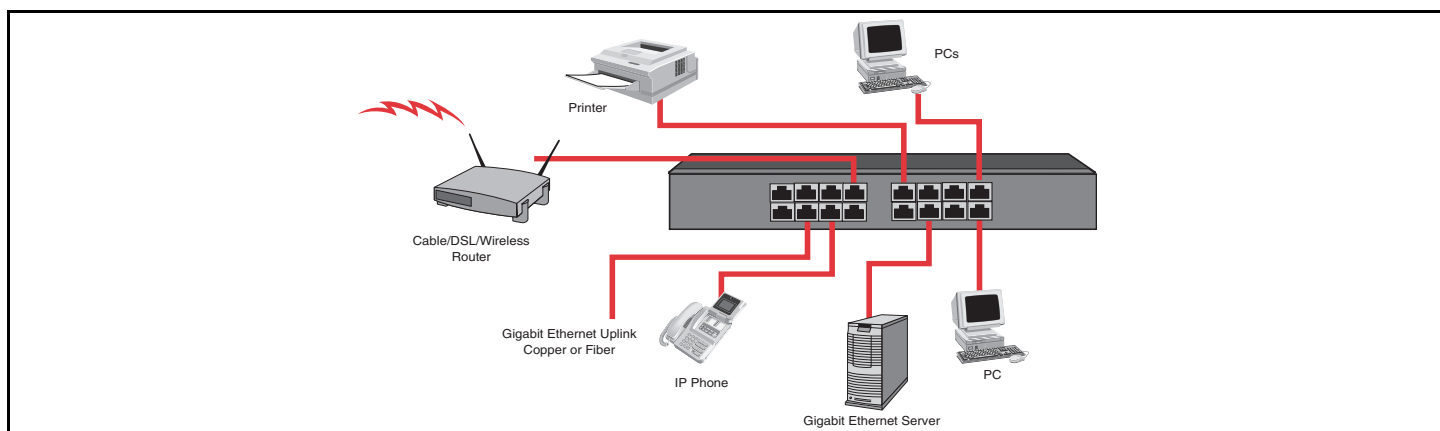 PCs
Printer
Cable/DSL/Wireless
Router
Gigabit Ethernet Uplink
Copper or Fiber
IP Phone
PC
Gigabit Ethernet Server